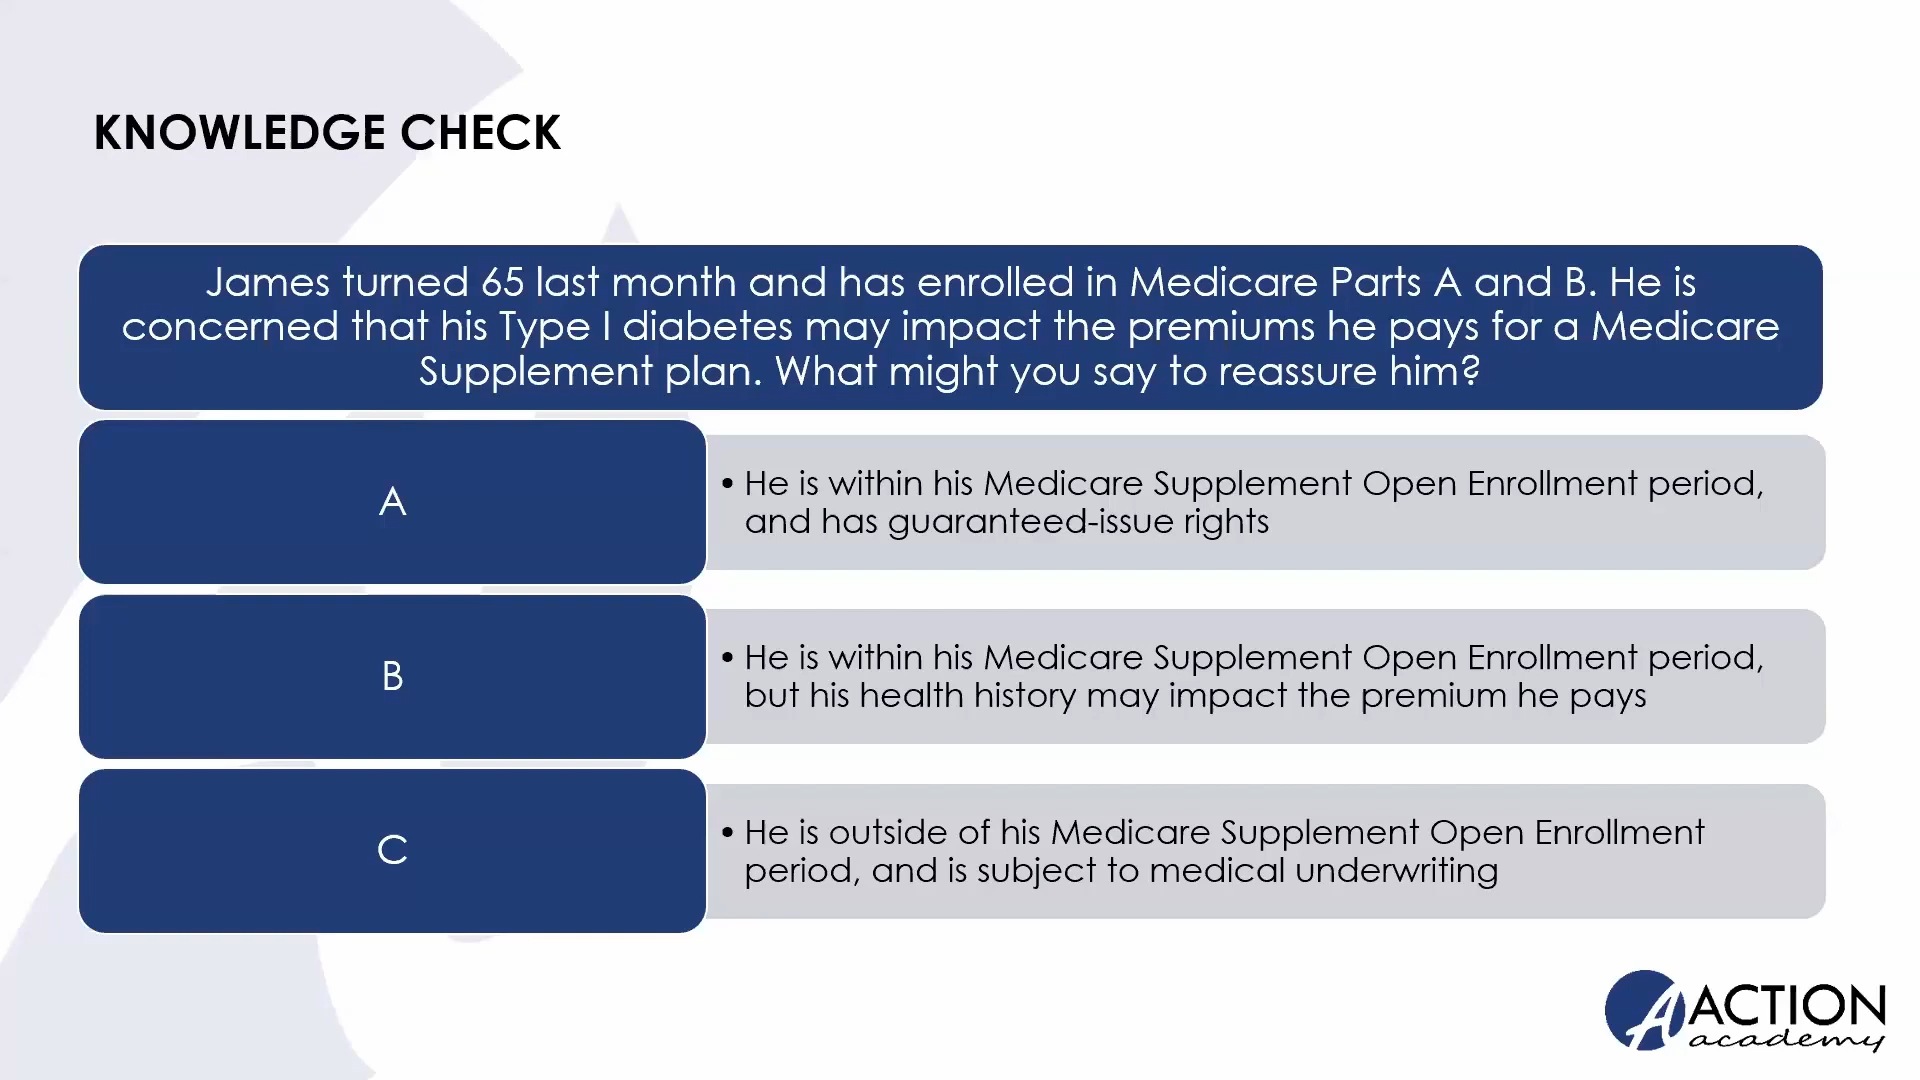 KNOWLEDGE CHECK
James turned 65 last month and has enrolled in Medicare Parts A and B. He is
concerned that his Type I diabetes may impact the premiums he pays for a Medicare
Supplement plan. What might you say to reassure him?
A
• He is within his Medicare Supplement Open Enrollment period,
and has guaranteed-issue rights
B
• He is within his Medicare Supplement Open Enrollment period,
but his health history may impact the premium he pays
C
• He is outside of his Medicare Supplement Open Enrollment
period, and is subject to medical underwriting
A ACTION
academy